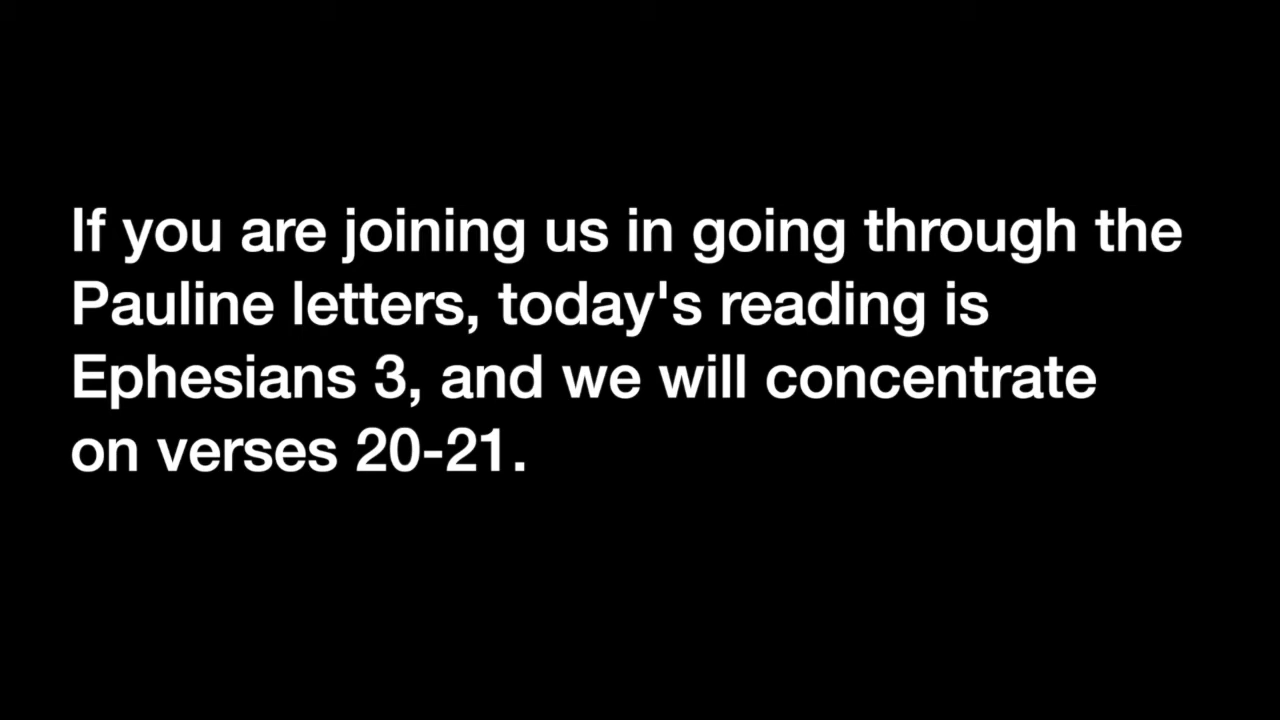 If you are joining us in going through the
Pauline letters, today's reading is
Ephesians 3, and we will concentrate
on verses 20-21.